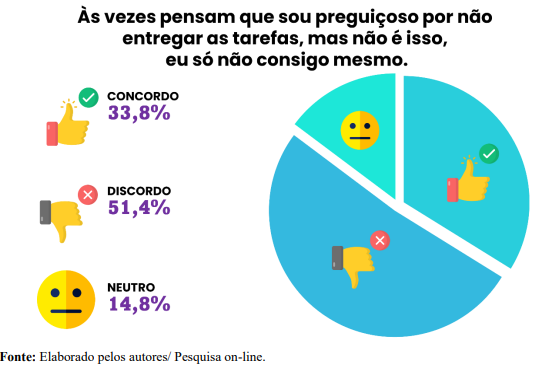 Às vezes pensam que sou preguiçoso por não
entregar as tarefas, mas não é isso,
eu só não consigo mesmo.
CONCORDO
33,8%
DISCORDO
51,4%
NEUTRO
14,8%
Fonte: Elaborado pelos autores/ Pesquisa on-line.